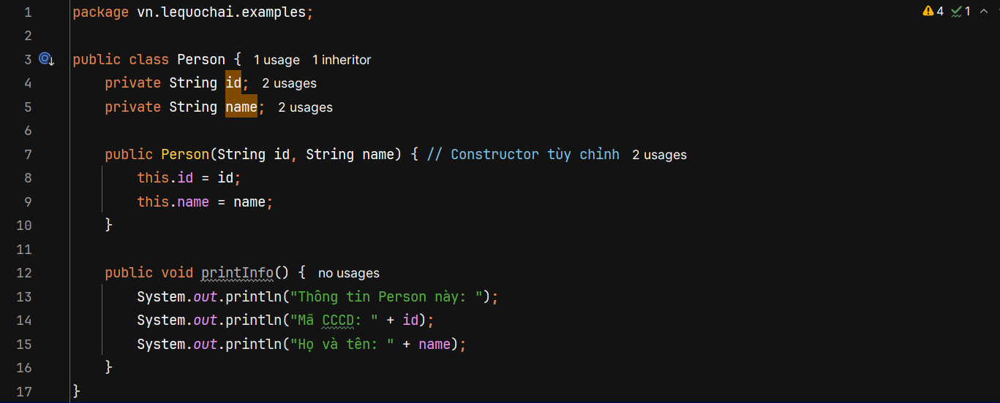 1 package vn.lequochai.examples; 4 1
2
3 public class Person { 1 usage 1 inheritor
4 private String id; 2 usages
5 private String name; 2 usages
6
7 public Person(String id, String name) { // Constructor tùy chỉnh 2 usages
8 this.id = id;
9 this.name = name;
10 }
11
12 public void printInfo() { no usages
13 System.out.println("Thông tin Person này: ");
14 System.out.println("Mã CCCD: " + id);
15 System.out.println("Họ và tên: " + name);
16 }
17 }